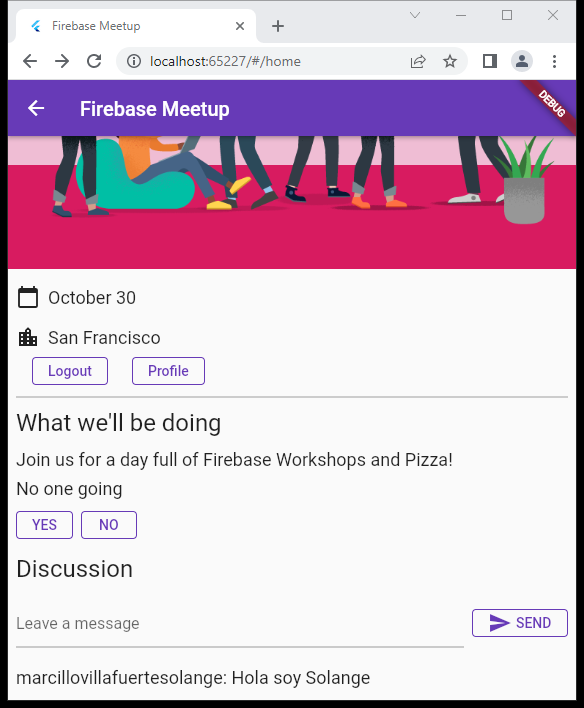 Firebase Meetup
localhost:65227/#/home
Firebase Meetup
DEBUG
October 30
San Francisco
Logout Profile
What we'll be doing
Join us for a day full of Firebase Workshops and Pizza!
No one going
YES NO
Discussion
Leave a message SEND
marcillovillafuertesolange: Hola soy Solange